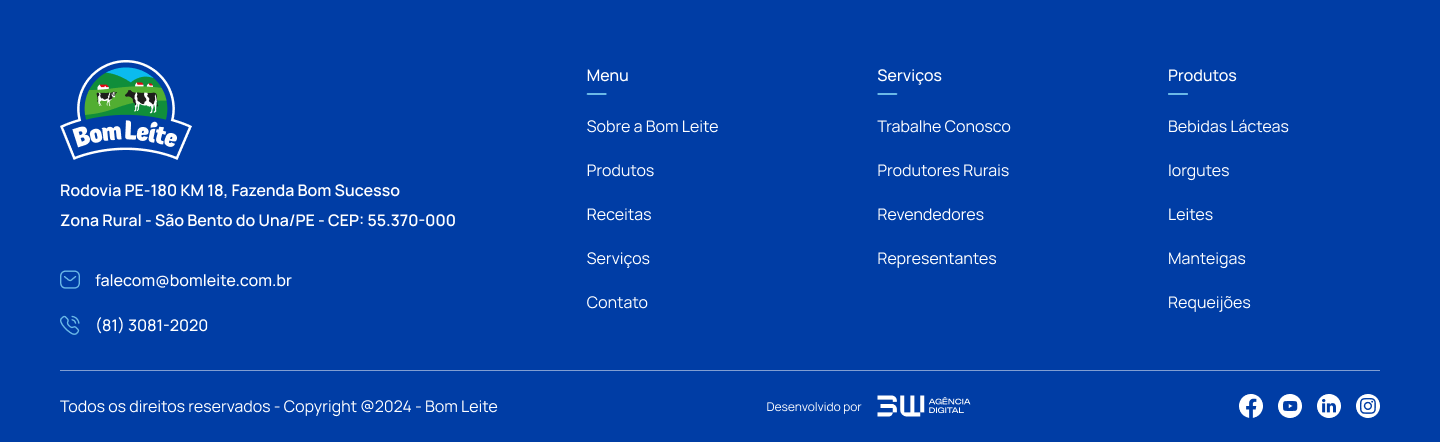 Bom Leite
Rodovia PE-180 KM 18, Fazenda Bom Sucesso
Zona Rural - São Bento do Una/PE - CEP: 55.370-000
falecom@bomleite.com.br
(81) 3081-2020
Menu
Sobre a Bom Leite
Produtos
Receitas
Serviços
Contato
Serviços
Trabalhe Conosco
Produtores Rurais
Revendedores
Representantes
Produtos
Bebidas Lácteas
Iorgutes
Leites
Manteigas
Requeijões
Todos os direitos reservados - Copyright @2024 - Bom Leite
Desenvolvido por
3W AGÊNCIA
DIGITAL